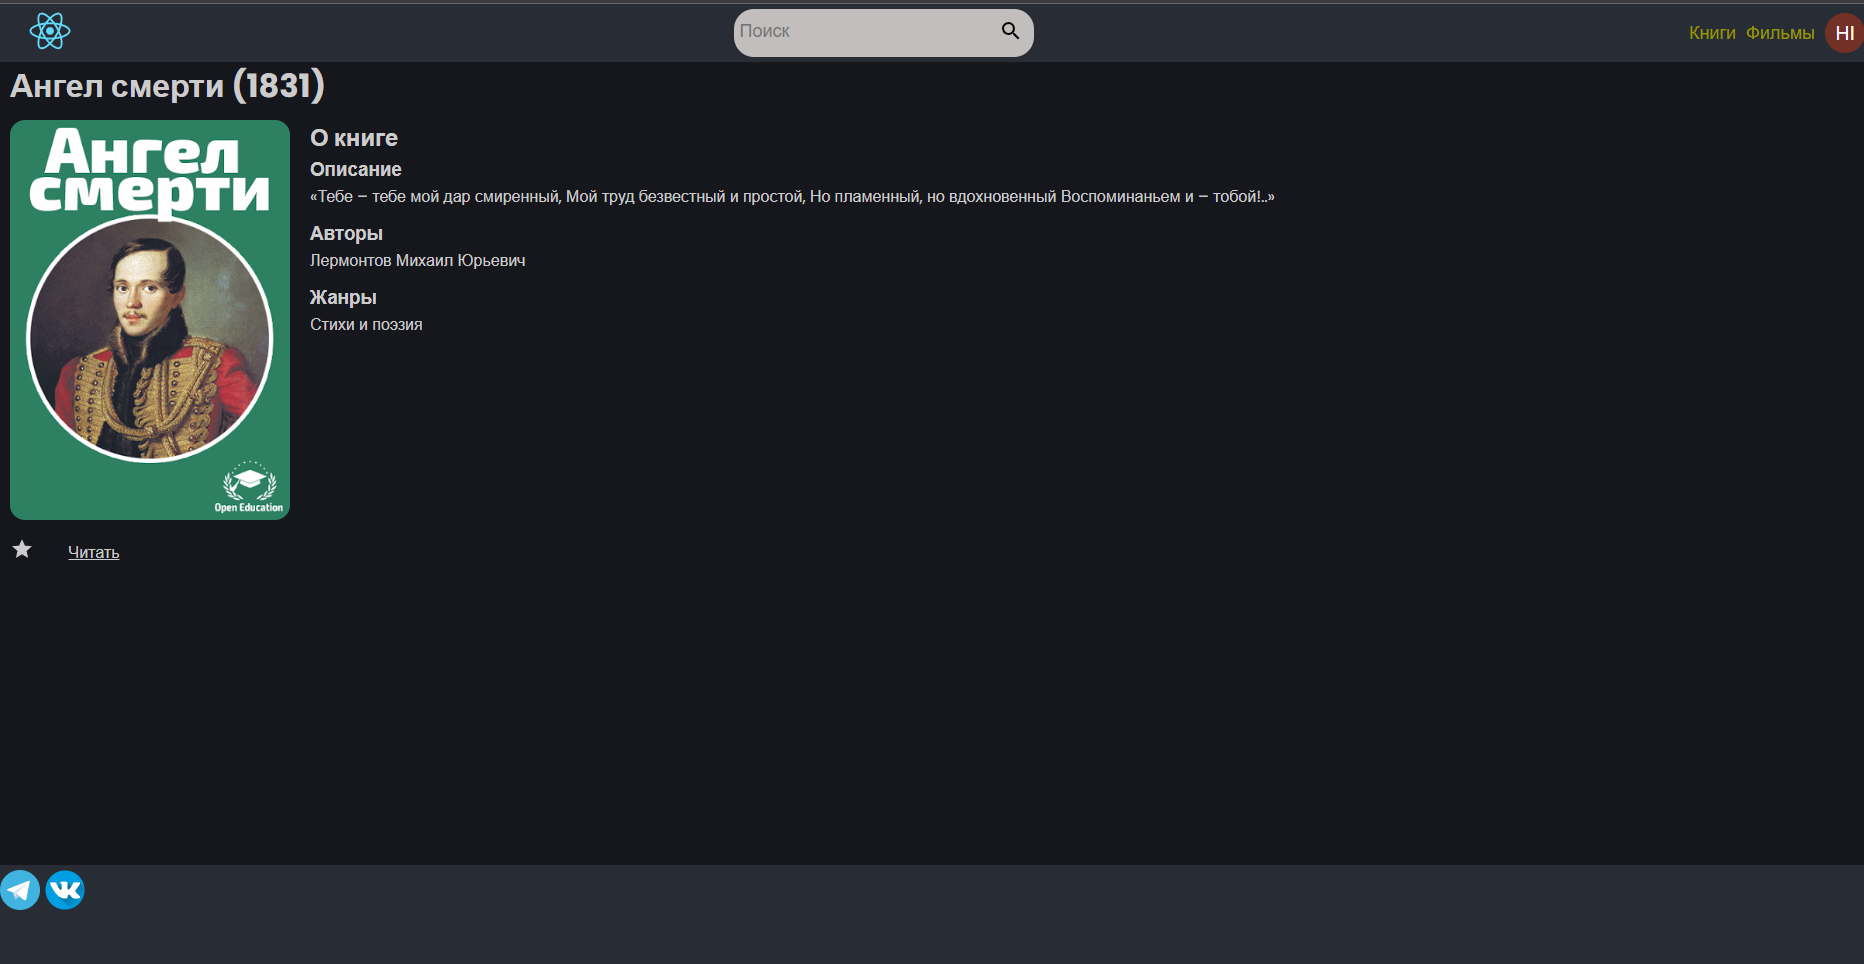 Поиск
Книги Фильмы HI
Ангел смерти (1831)
Ангел
смерти
Open Education
О книге
Описание
«Тебе – тебе мой дар смиренный, Мой труд безвестный и простой, Но пламенный, но вдохновенный Воспоминаньем и – тобой!..»
Авторы
Лермонтов Михаил Юрьевич
Жанры
Стихи и поэзия
Читать